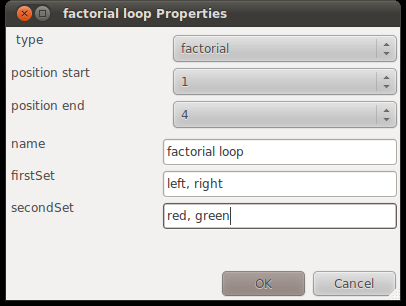 factorial loop Properties
type factorial
position start 1
position end 4
name factorial loop
firstSet left, right
secondSet red, green
OK Cancel